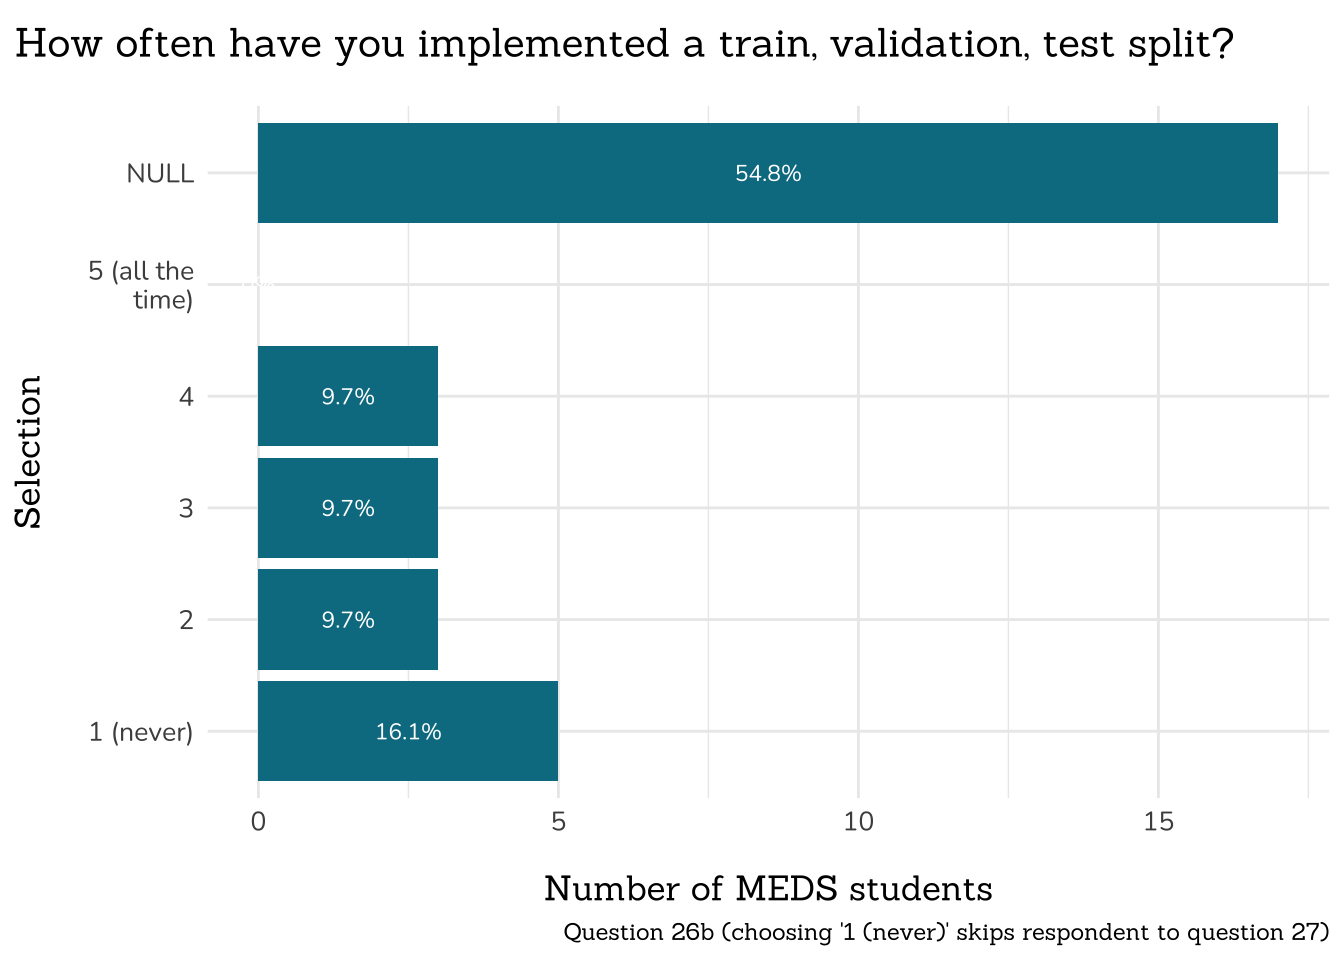 How often have you implemented a train, validation, test split?
NULL
54.8%
5 (all the
time)
4
9.7%
3
9.7%
2
9.7%
1 (never)
16.1%
0 5 10 15
Selection
Number of MEDS students
Question 26b (choosing '1 (never)' skips respondent to question 27)